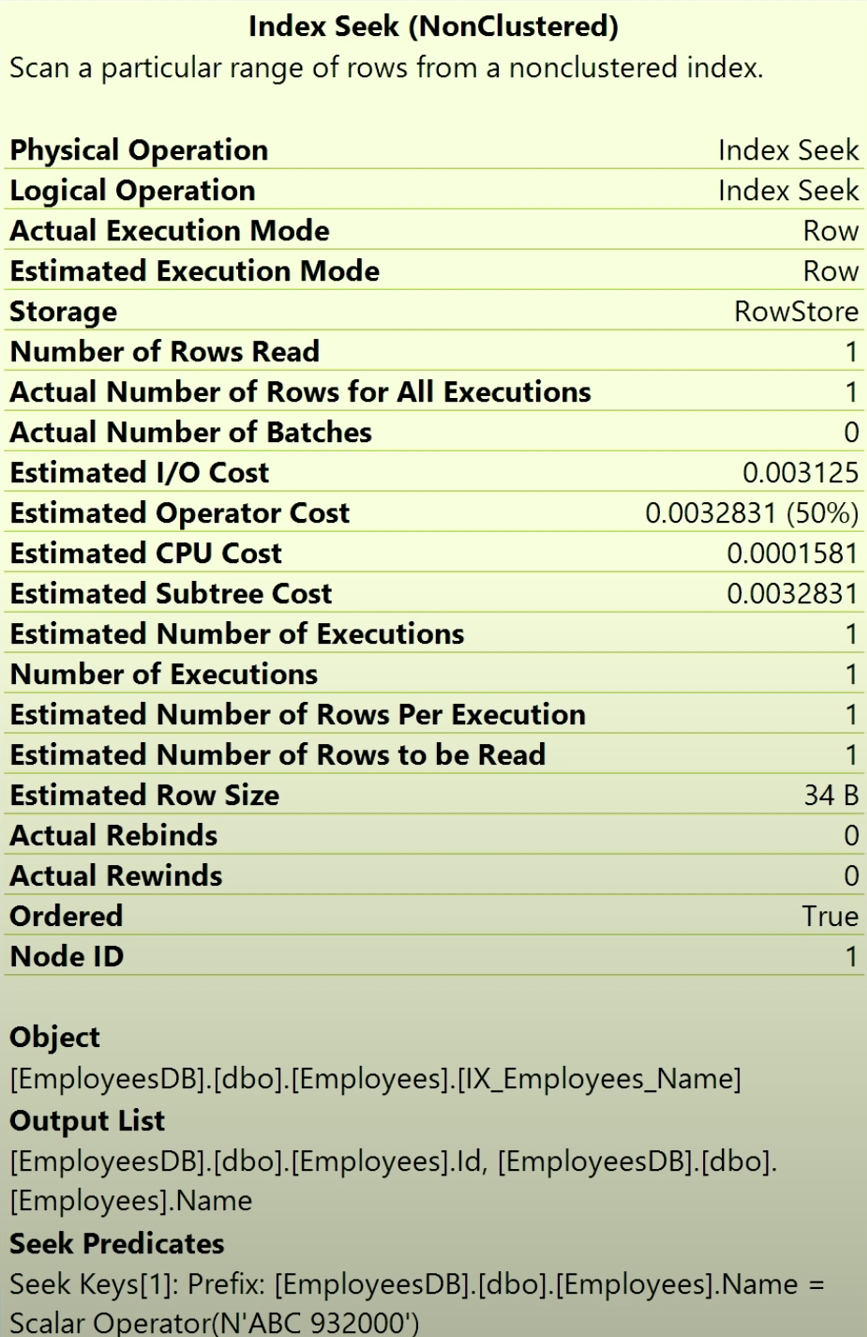 Index Seek (NonClustered)
Scan a particular range of rows from a nonclustered index.
Physical Operation Index Seek
Logical Operation Index Seek
Actual Execution Mode Row
Estimated Execution Mode Row
Storage RowStore
Number of Rows Read 1
Actual Number of Rows for All Executions 1
Actual Number of Batches 0
Estimated I/O Cost 0.003125
Estimated Operator Cost 0.0032831 (50%)
Estimated CPU Cost 0.0001581
Estimated Subtree Cost 0.0032831
Estimated Number of Executions 1
Number of Executions 1
Estimated Number of Rows Per Execution 1
Estimated Number of Rows to be Read 1
Estimated Row Size 34 B
Actual Rebinds 0
Actual Rewinds 0
Ordered True
Node ID 1
Object
[EmployeesDB].[dbo].[Employees].[IX_Employees_Name]
Output List
[EmployeesDB].[dbo].[Employees].Id, [EmployeesDB].[dbo].
[Employees].Name
Seek Predicates
Seek Keys[1]: Prefix: [EmployeesDB].[dbo].[Employees].Name =
Scalar Operator(N'ABC 932000')